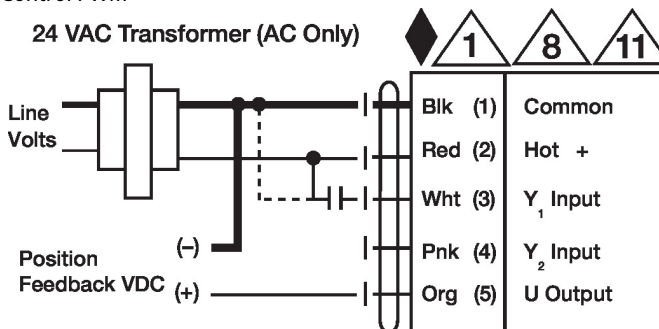 24 VAC Transformer (AC Only)
1 8 11
Line
Volts
Blk (1) Common
Red (2) Hot +
Wht (3) Y1 Input
Pnk (4) Y2 Input
Org (5) U Output
Position
Feedback VDC
(–)
(+)